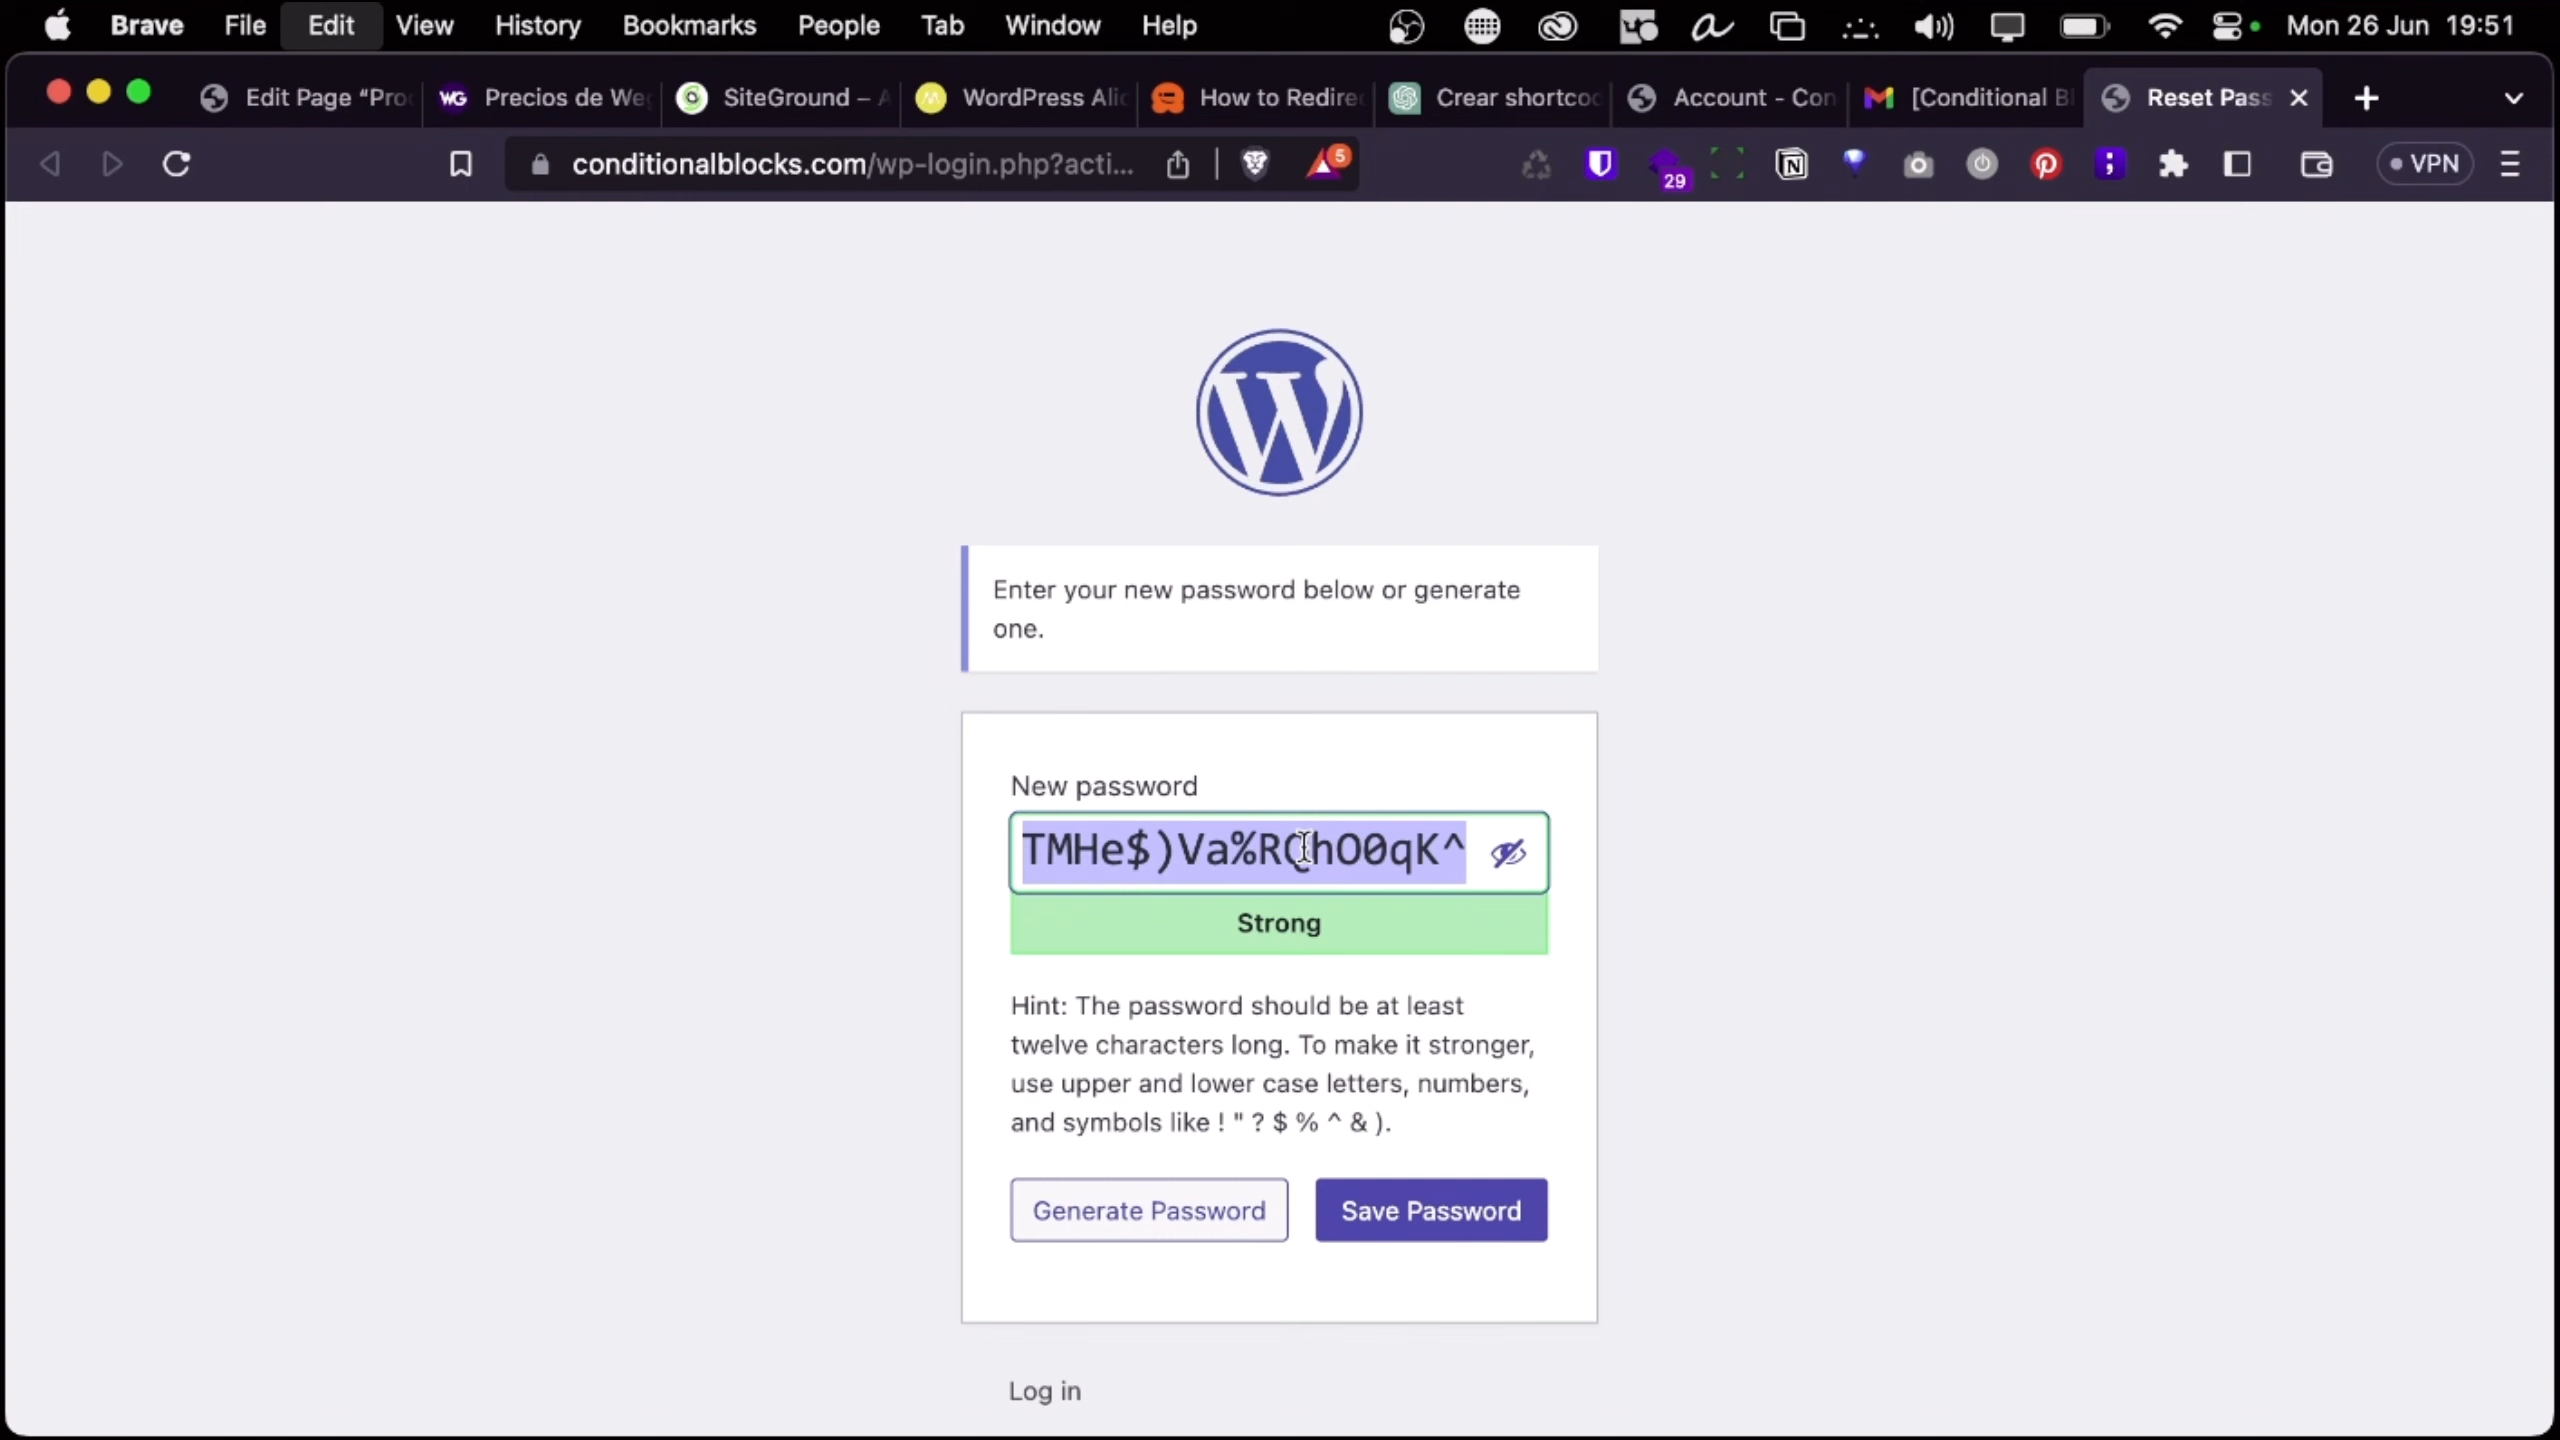 Brave File Edit View History Bookmarks People Tab Window Help Mon 26 Jun 19:51
Edit Page “Pro WG Precios de We SiteGround – A WordPress Ali How to Redire Crear shortco Account - Con [Conditional B Reset Pass
conditionalblocks.com/wp-login.php?acti... 5 29 VPN
Enter your new password below or generate
one.
New password
Strong
Hint: The password should be at least
twelve characters long. To make it stronger,
use upper and lower case letters, numbers,
and symbols like ! " ? $ % ^ & ).
Generate Password Save Password
Log in